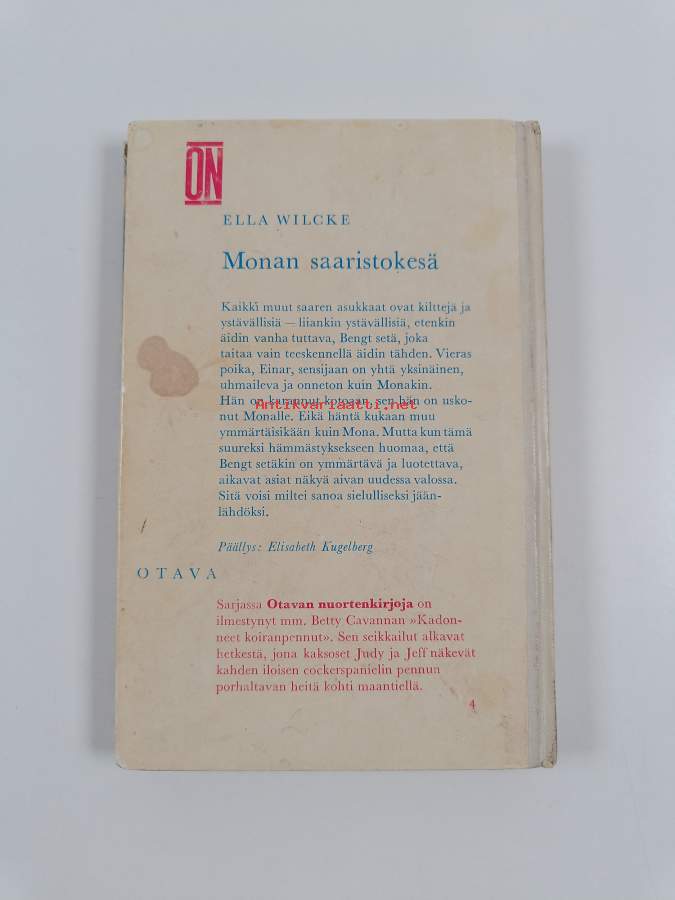 ON
ELLA WILCKE
Monan saaristokesä
Kaikki muut saaren asukkaat ovat kilttejä ja
ystävällisiä — liiankin ystävällisiä, etenkin
äidin vanha tuttava, Bengt setä, joka
taitaa vain teeskennellä äidin tähden. Vieras
poika, Einar, sensijaan on yhtä yksinäinen,
uhmaileva ja onneton kuin Monakin.
Hän on karannut kotoaan, sen hän on usko-
Antikvariaatti.net
nut Monalle. Eikä häntä kukaan muu
ymmärtäisikään kuin Mona. Mutta kun tämä
suureksi hämmästyksekseen huomaa, että
Bengt setäkin on ymmärtävä ja luotettava,
aikavat asiat näkyä aivan uudessa valossa.
Sitä voisi miltei sanoa sielulliseksi jään-
lähdöksi.
Päällys: Elisabeth Kugelberg
OTAVA
Sarjassa Otavan nuortenkirjoja on
ilmestynyt mm. Betty Cavannan »Kadon-
neet koiranpennut». Sen seikkailut alkavat
hetkestä, jona kaksoset Judy ja Jeff näkevät
kahden iloisen cockerspanielin pennun
porhaltavan heitä kohti maantiellä.
4